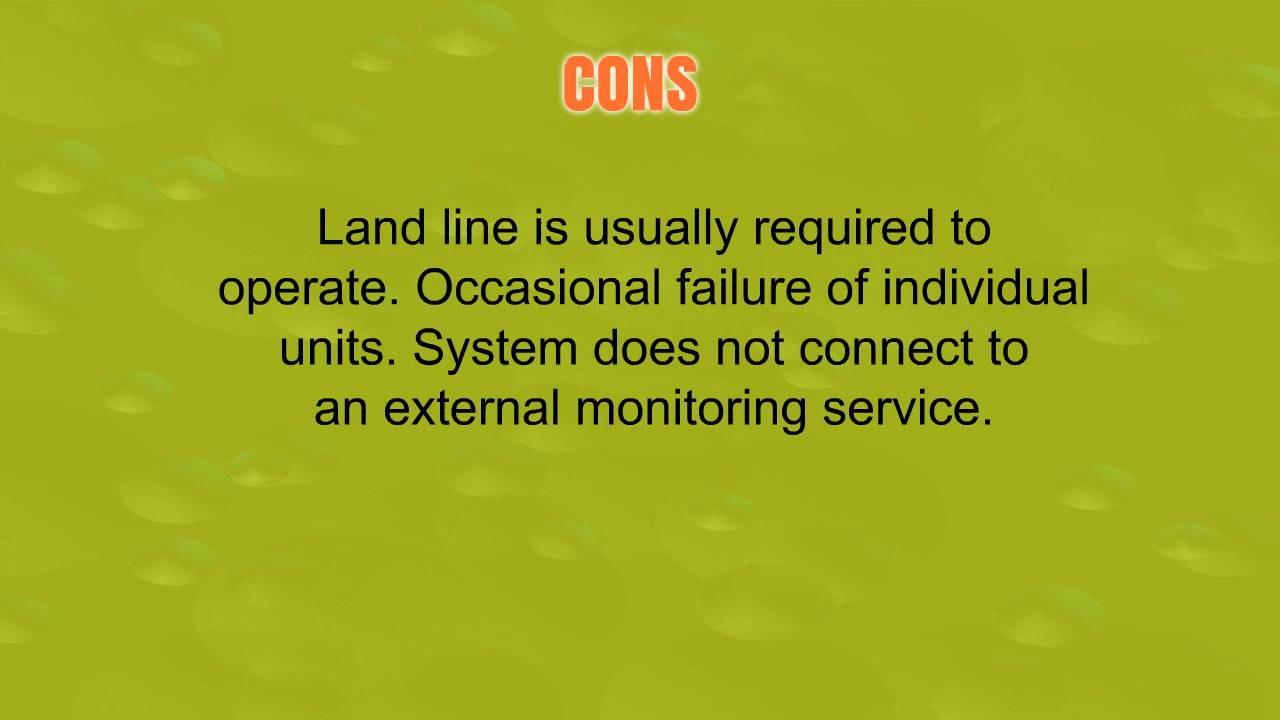 CONS
Land line is usually required to
operate. Occasional failure of individual
units. System does not connect to
an external monitoring service.